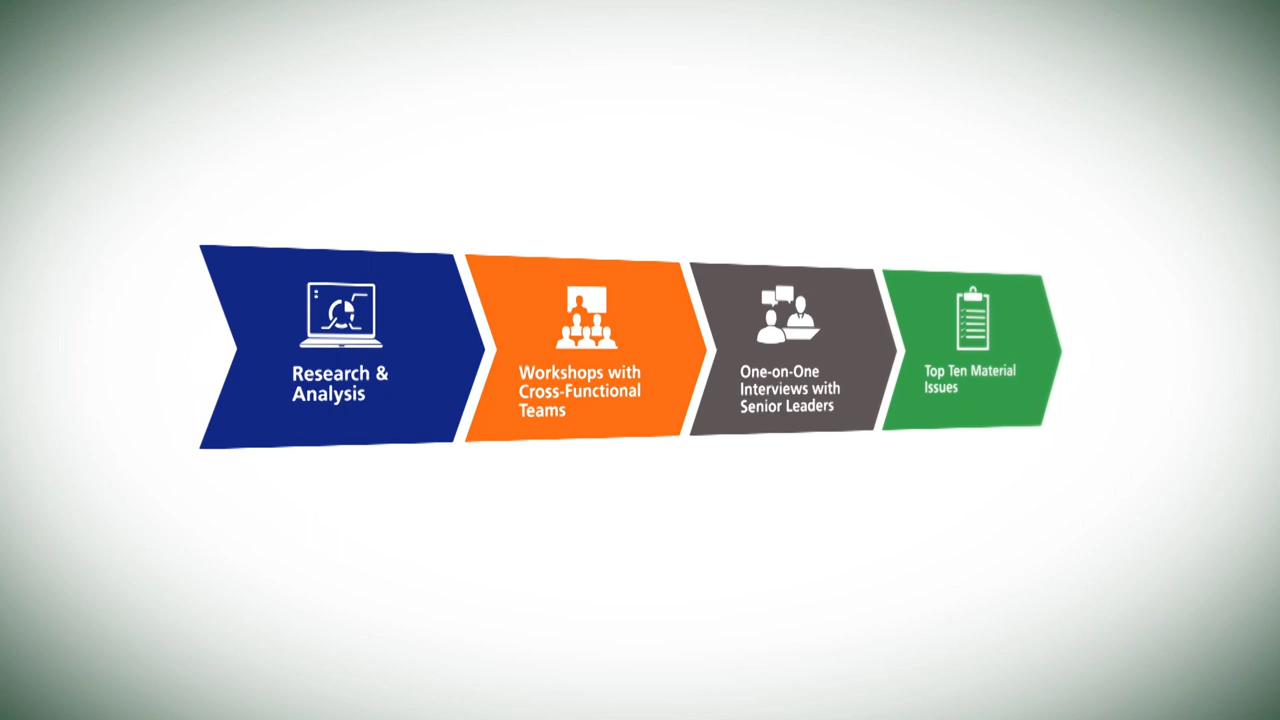 Research &
Analysis
Workshops with
Cross-Functional
Teams
One-on-One
Interviews with
Senior Leaders
Top Ten Material
Issues